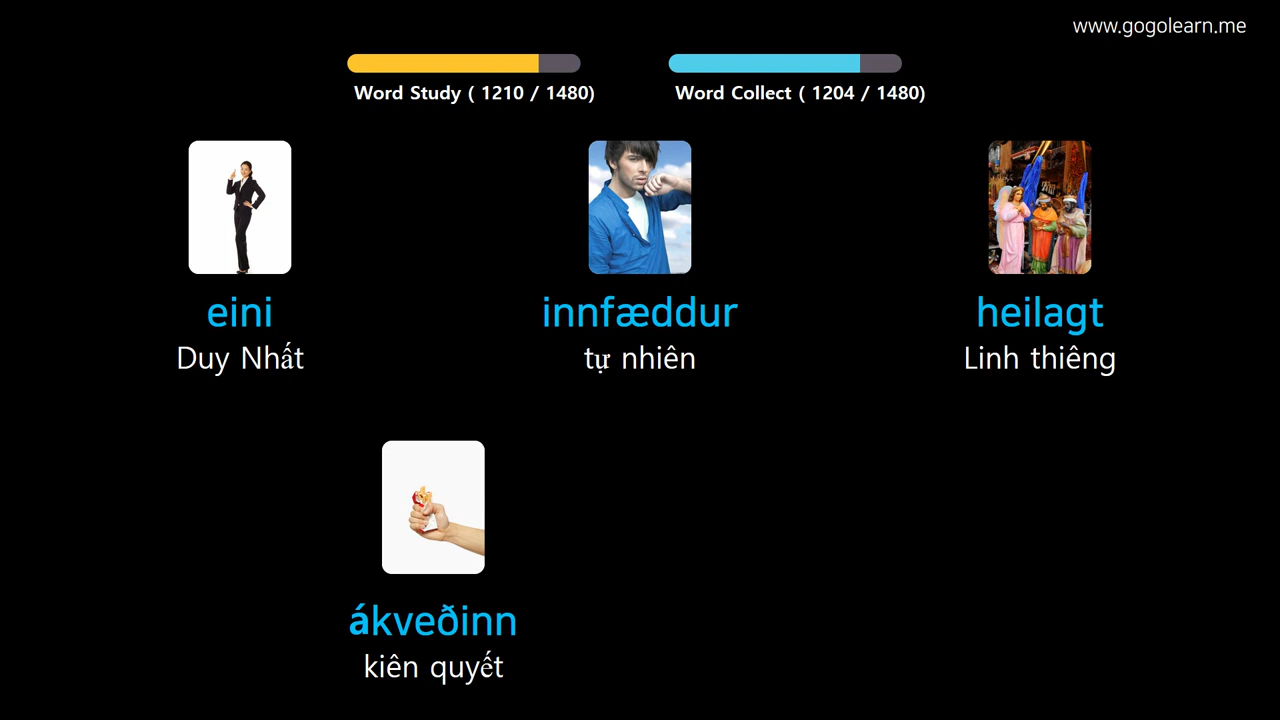 www.gogolearn.me
Word Study ( 1210 / 1480)
Word Collect ( 1204 / 1480)
eini
Duy Nhất
innfæddur
tự nhiên
heilagt
Linh thiêng
ákveðinn
kiên quyết